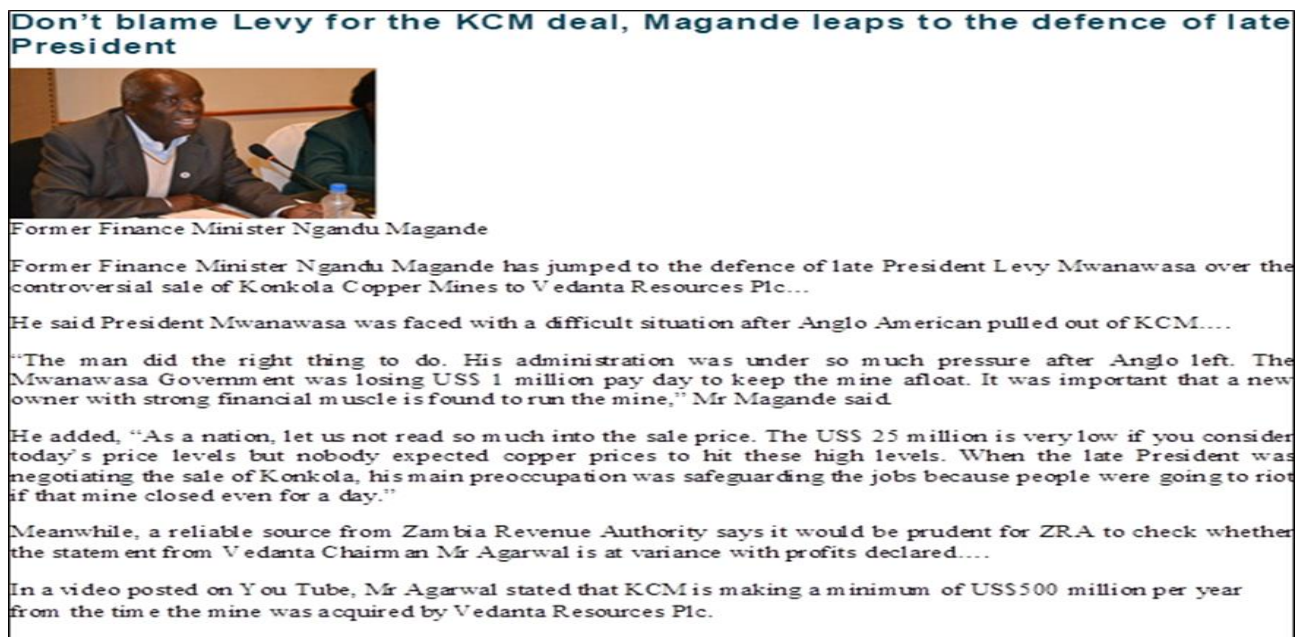 Don’t blame Levy for the KCM deal, Magande leaps to the defence of late
President
Former Finance Minister Ngandu Magande
Former Finance Minister Ngandu Magande has jumped to the defence of late President Levy Mwanawasa over the
controversial sale of Konkola Copper Mines to Vedanta Resources Plc…
He said President Mwanawasa was faced with a difficult situation after Anglo American pulled out of KCM….
“The man did the right thing to do. His administration was under so much pressure after Anglo left. The
Mwanawasa Government was losing US$ 1 million pay day to keep the mine afloat. It was important that a new
owner with strong financial muscle is found to run the mine,” Mr Magande said.
He added, “As a nation, let us not read so much into the sale price. The US$ 25 million is very low if you consider
today’s price levels but nobody expected copper prices to hit these high levels. When the late President was
negotiating the sale of Konkola, his main preoccupation was safeguarding the jobs because people were going to riot
if that mine closed even for a day.”
Meanwhile, a reliable source from Zambia Revenue Authority says it would be prudent for ZRA to check whether
the statement from Vedanta Chairman Mr Agarwal is at variance with profits declared….
In a video posted on You Tube, Mr Agarwal stated that KCM is making a minimum of US$500 million per year
from the time the mine was acquired by Vedanta Resources Plc.